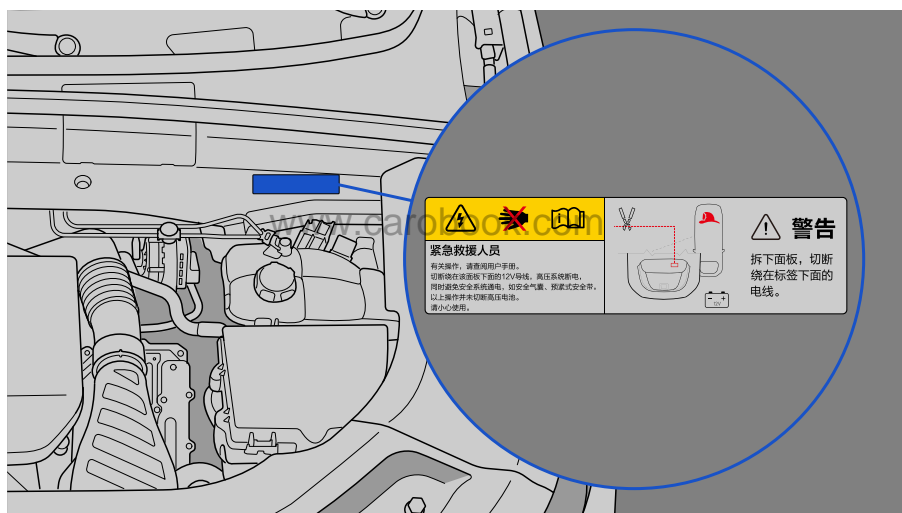 www.carobook.com
紧急救援人员
有关操作，请查阅用户手册。
切断绕在该面板下面的12V导线，高压系统断电，
同时避免安全系统通电，如安全气囊、预紧式安全带。
以上操作并未切断高压电池。
请小心使用。
12V
警告
拆下面板，切断
绕在标签下面的
电线。